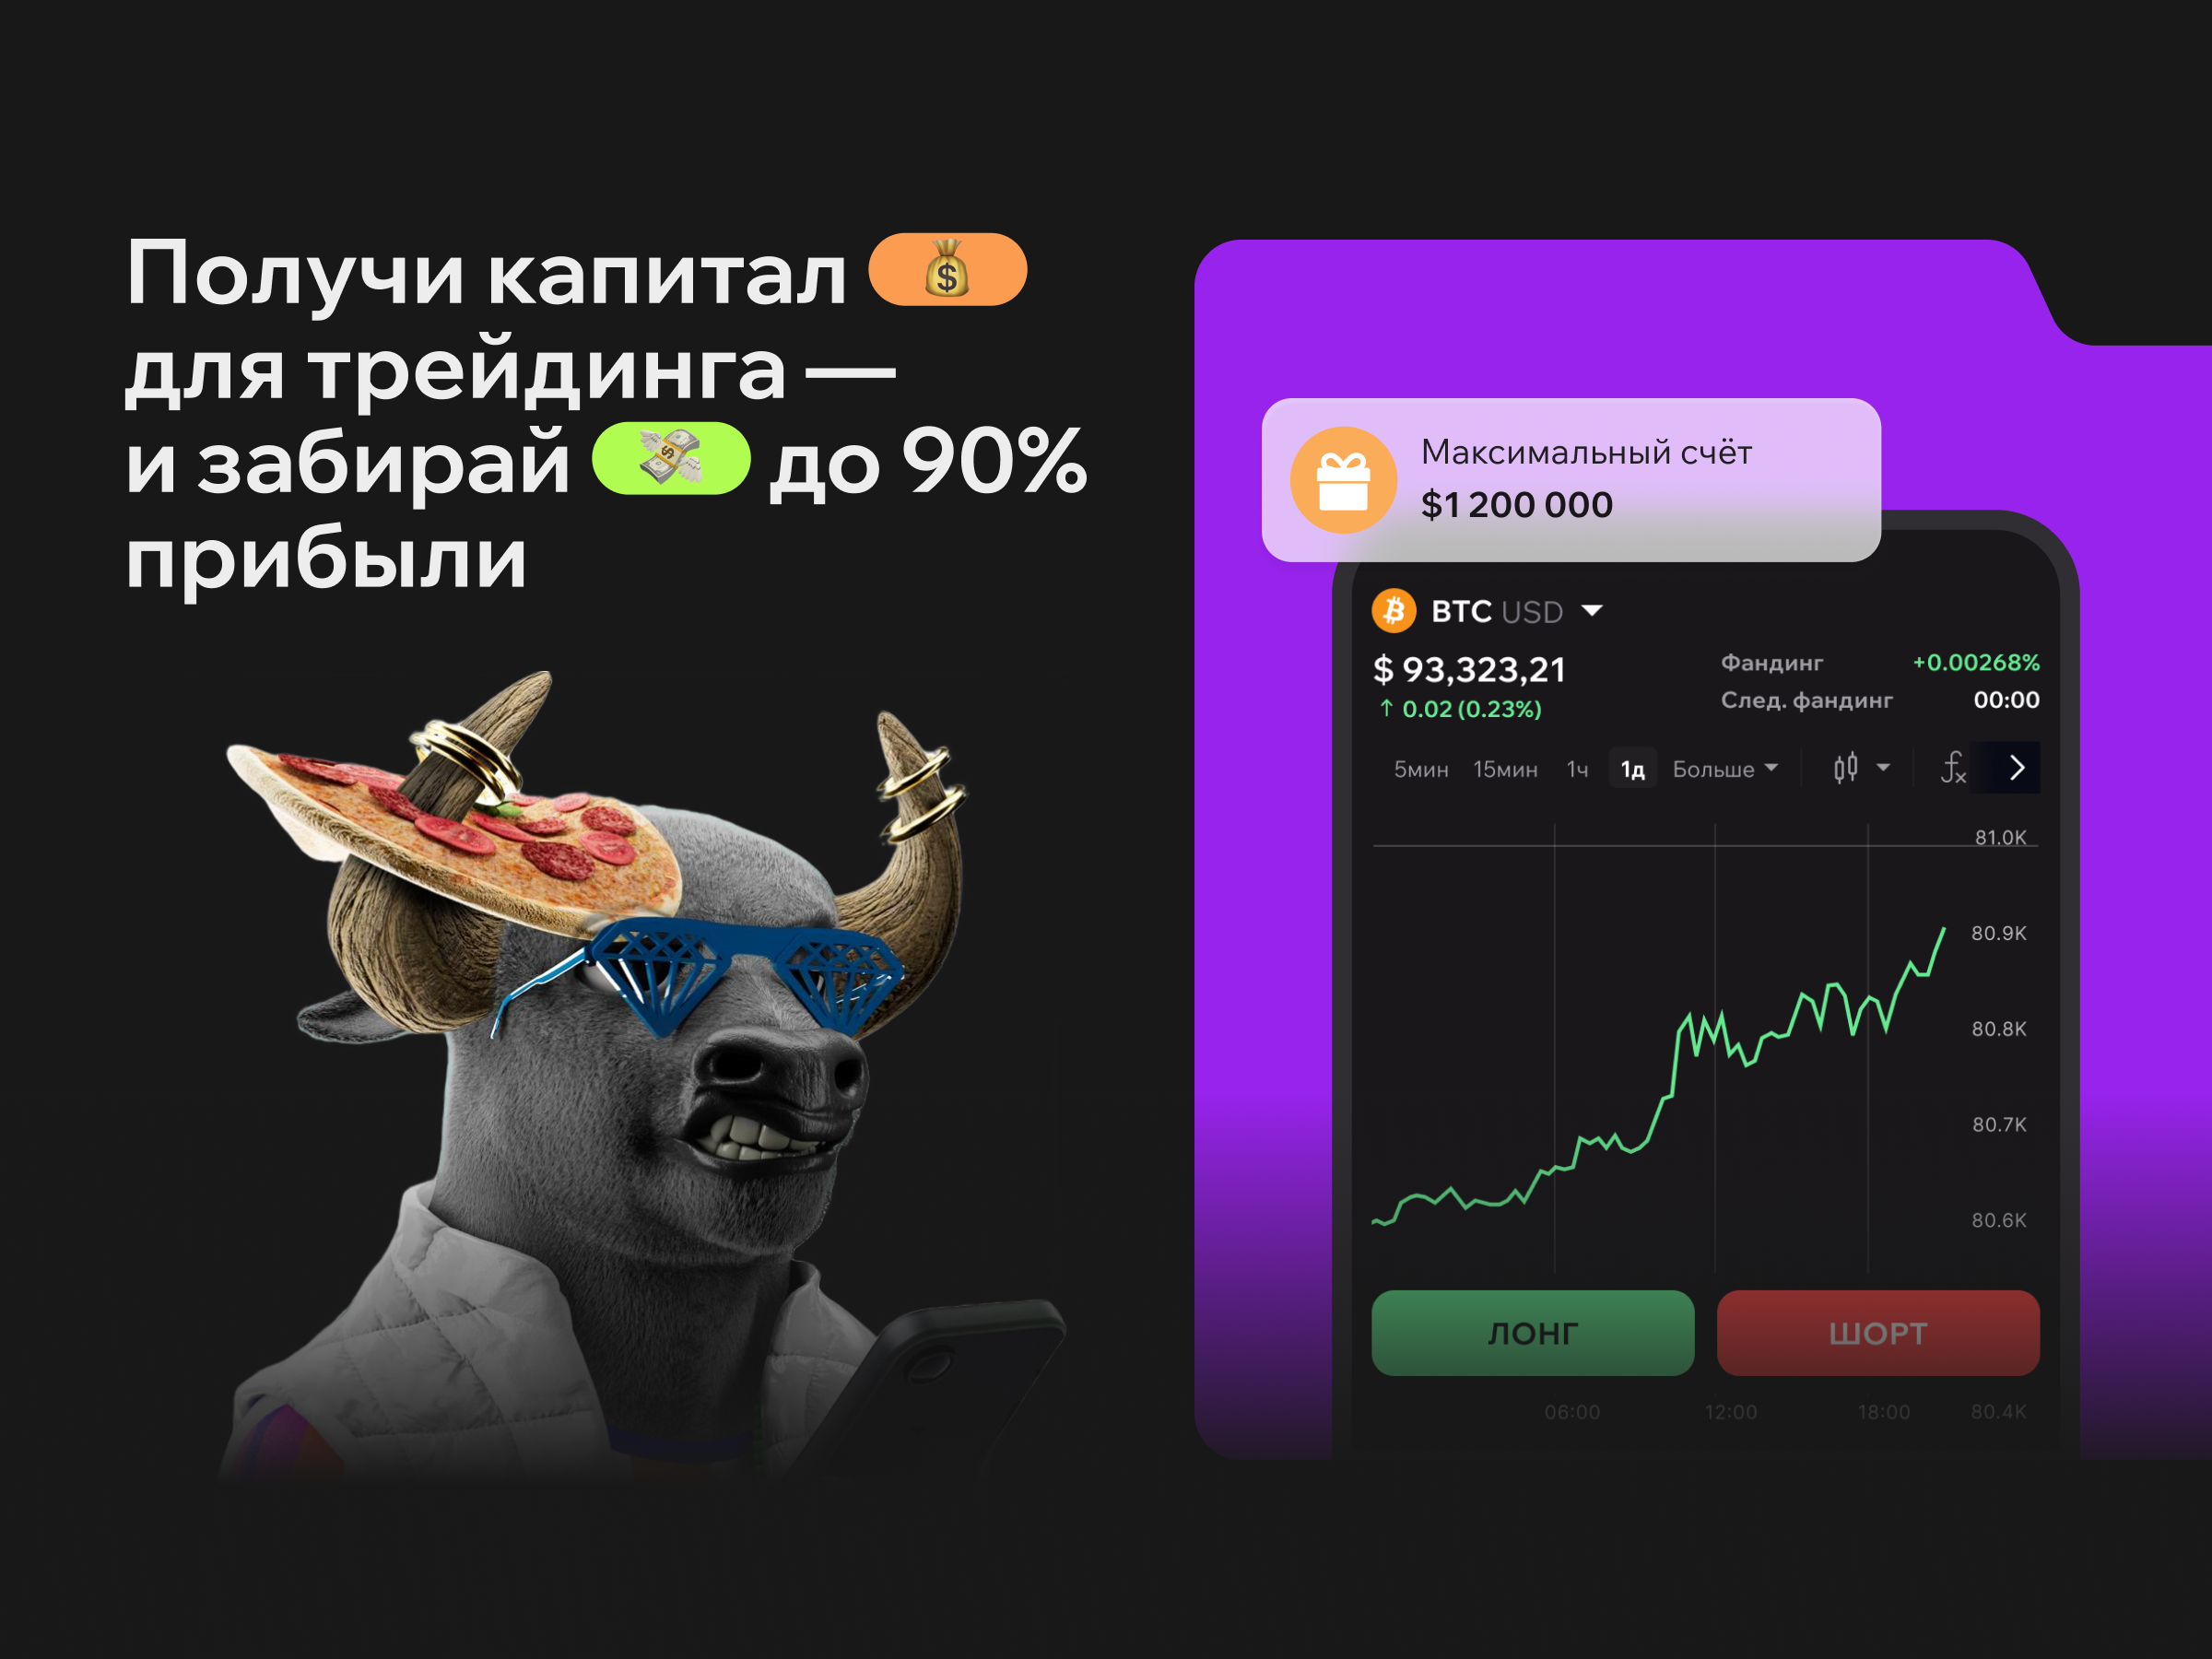 Получи капитал
для трейдинга —
и забирай до 90%
прибыли
Максимальный счёт
$1 200 000
BTC USD
$ 93,323,21
Фандинг +0.00268%
↑ 0.02 (0.23%)
След. фандинг 00:00
5мин 15мин 1ч 1д Больше fx
81.0K
80.9K
80.8K
80.7K
80.6K
ЛОНГ ШОРТ
06:00 12:00 18:00 80.4K